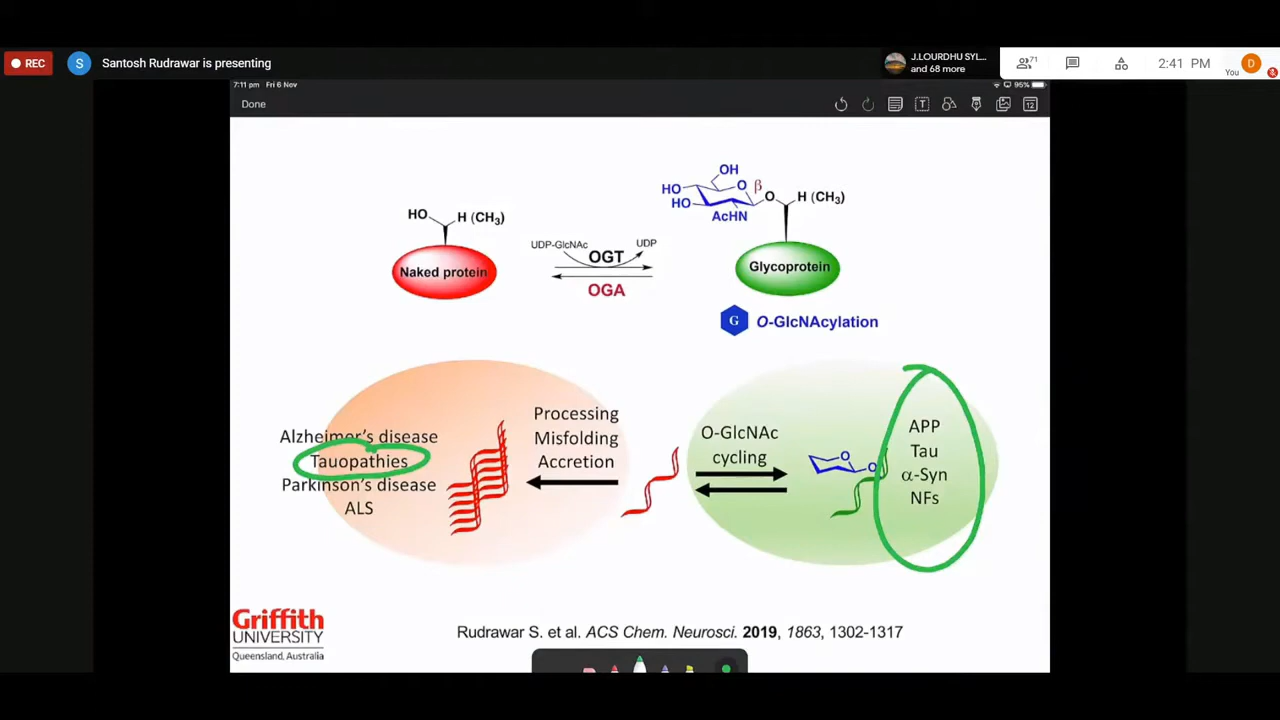 REC
S
Santosh Rudrawar is presenting
J.LOURDHU SYL...
and 68 more
71
2:41 PM
You
D
7:11 pm Fri 6 Nov
95%
Done
T
12
OH
HO
O
β
HO
AcHN
O
H (CH₃)
HO
H (CH₃)
UDP-GlcNAc
UDP
OGT
OGA
Naked protein
Glycoprotein
G
O-GlcNAcylation
Alzheimer's disease
Tauopathies
Parkinson's disease
ALS
Processing
Misfolding
Accretion
O-GlcNAc
cycling
O
O
APP
Tau
α-Syn
NFs
Griffith
UNIVERSITY
Queensland, Australia
Rudrawar S. et al. ACS Chem. Neurosci. 2019, 1863, 1302-1317